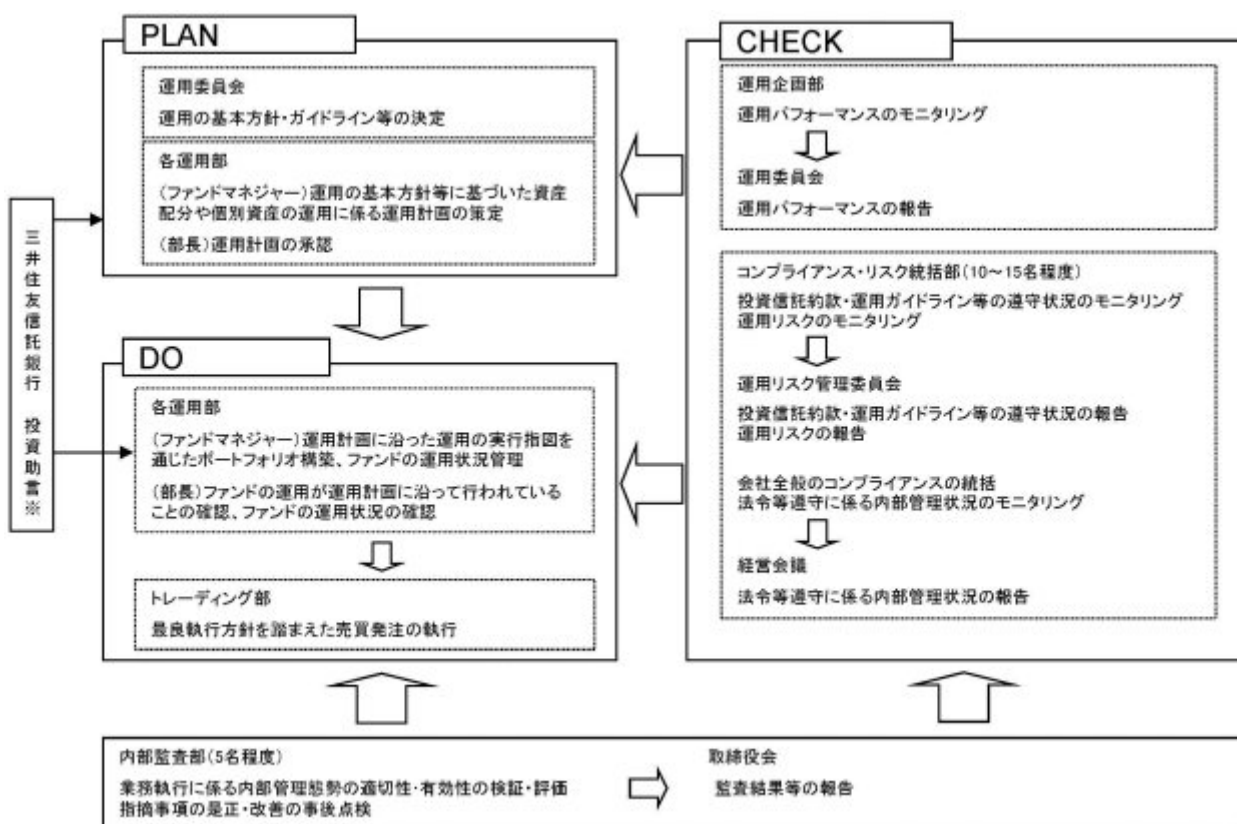 PLAN
運用委員会
運用の基本方針・ガイドライン等の決定
各運用部
(ファンドマネジャー)運用の基本方針等に基づいた資産
配分や個別資産の運用に係る運用計画の策定
(部長)運用計画の承認
三井住友信託銀行 投資助言※
DO
各運用部
(ファンドマネジャー)運用計画に沿った運用の実行指図を
通じたポートフォリオ構築、ファンドの運用状況管理
(部長)ファンドの運用が運用計画に沿って行われている
ことの確認、ファンドの運用状況の確認
トレーディング部
最良執行方針を踏まえた売買発注の執行
CHECK
運用企画部
運用パフォーマンスのモニタリング
運用委員会
運用パフォーマンスの報告
コンプライアンス・リスク統括部(10~15名程度)
投資信託約款・運用ガイドライン等の遵守状況のモニタリング
運用リスクのモニタリング
運用リスク管理委員会
投資信託約款・運用ガイドライン等の遵守状況の報告
運用リスクの報告
会社全般のコンプライアンスの統括
法令等遵守に係る内部管理状況のモニタリング
経営会議
法令等遵守に係る内部管理状況の報告
内部監査部(5名程度)
業務執行に係る内部管理態勢の適切性・有効性の検証・評価
指摘事項の是正・改善の事後点検
取締役会
監査結果等の報告